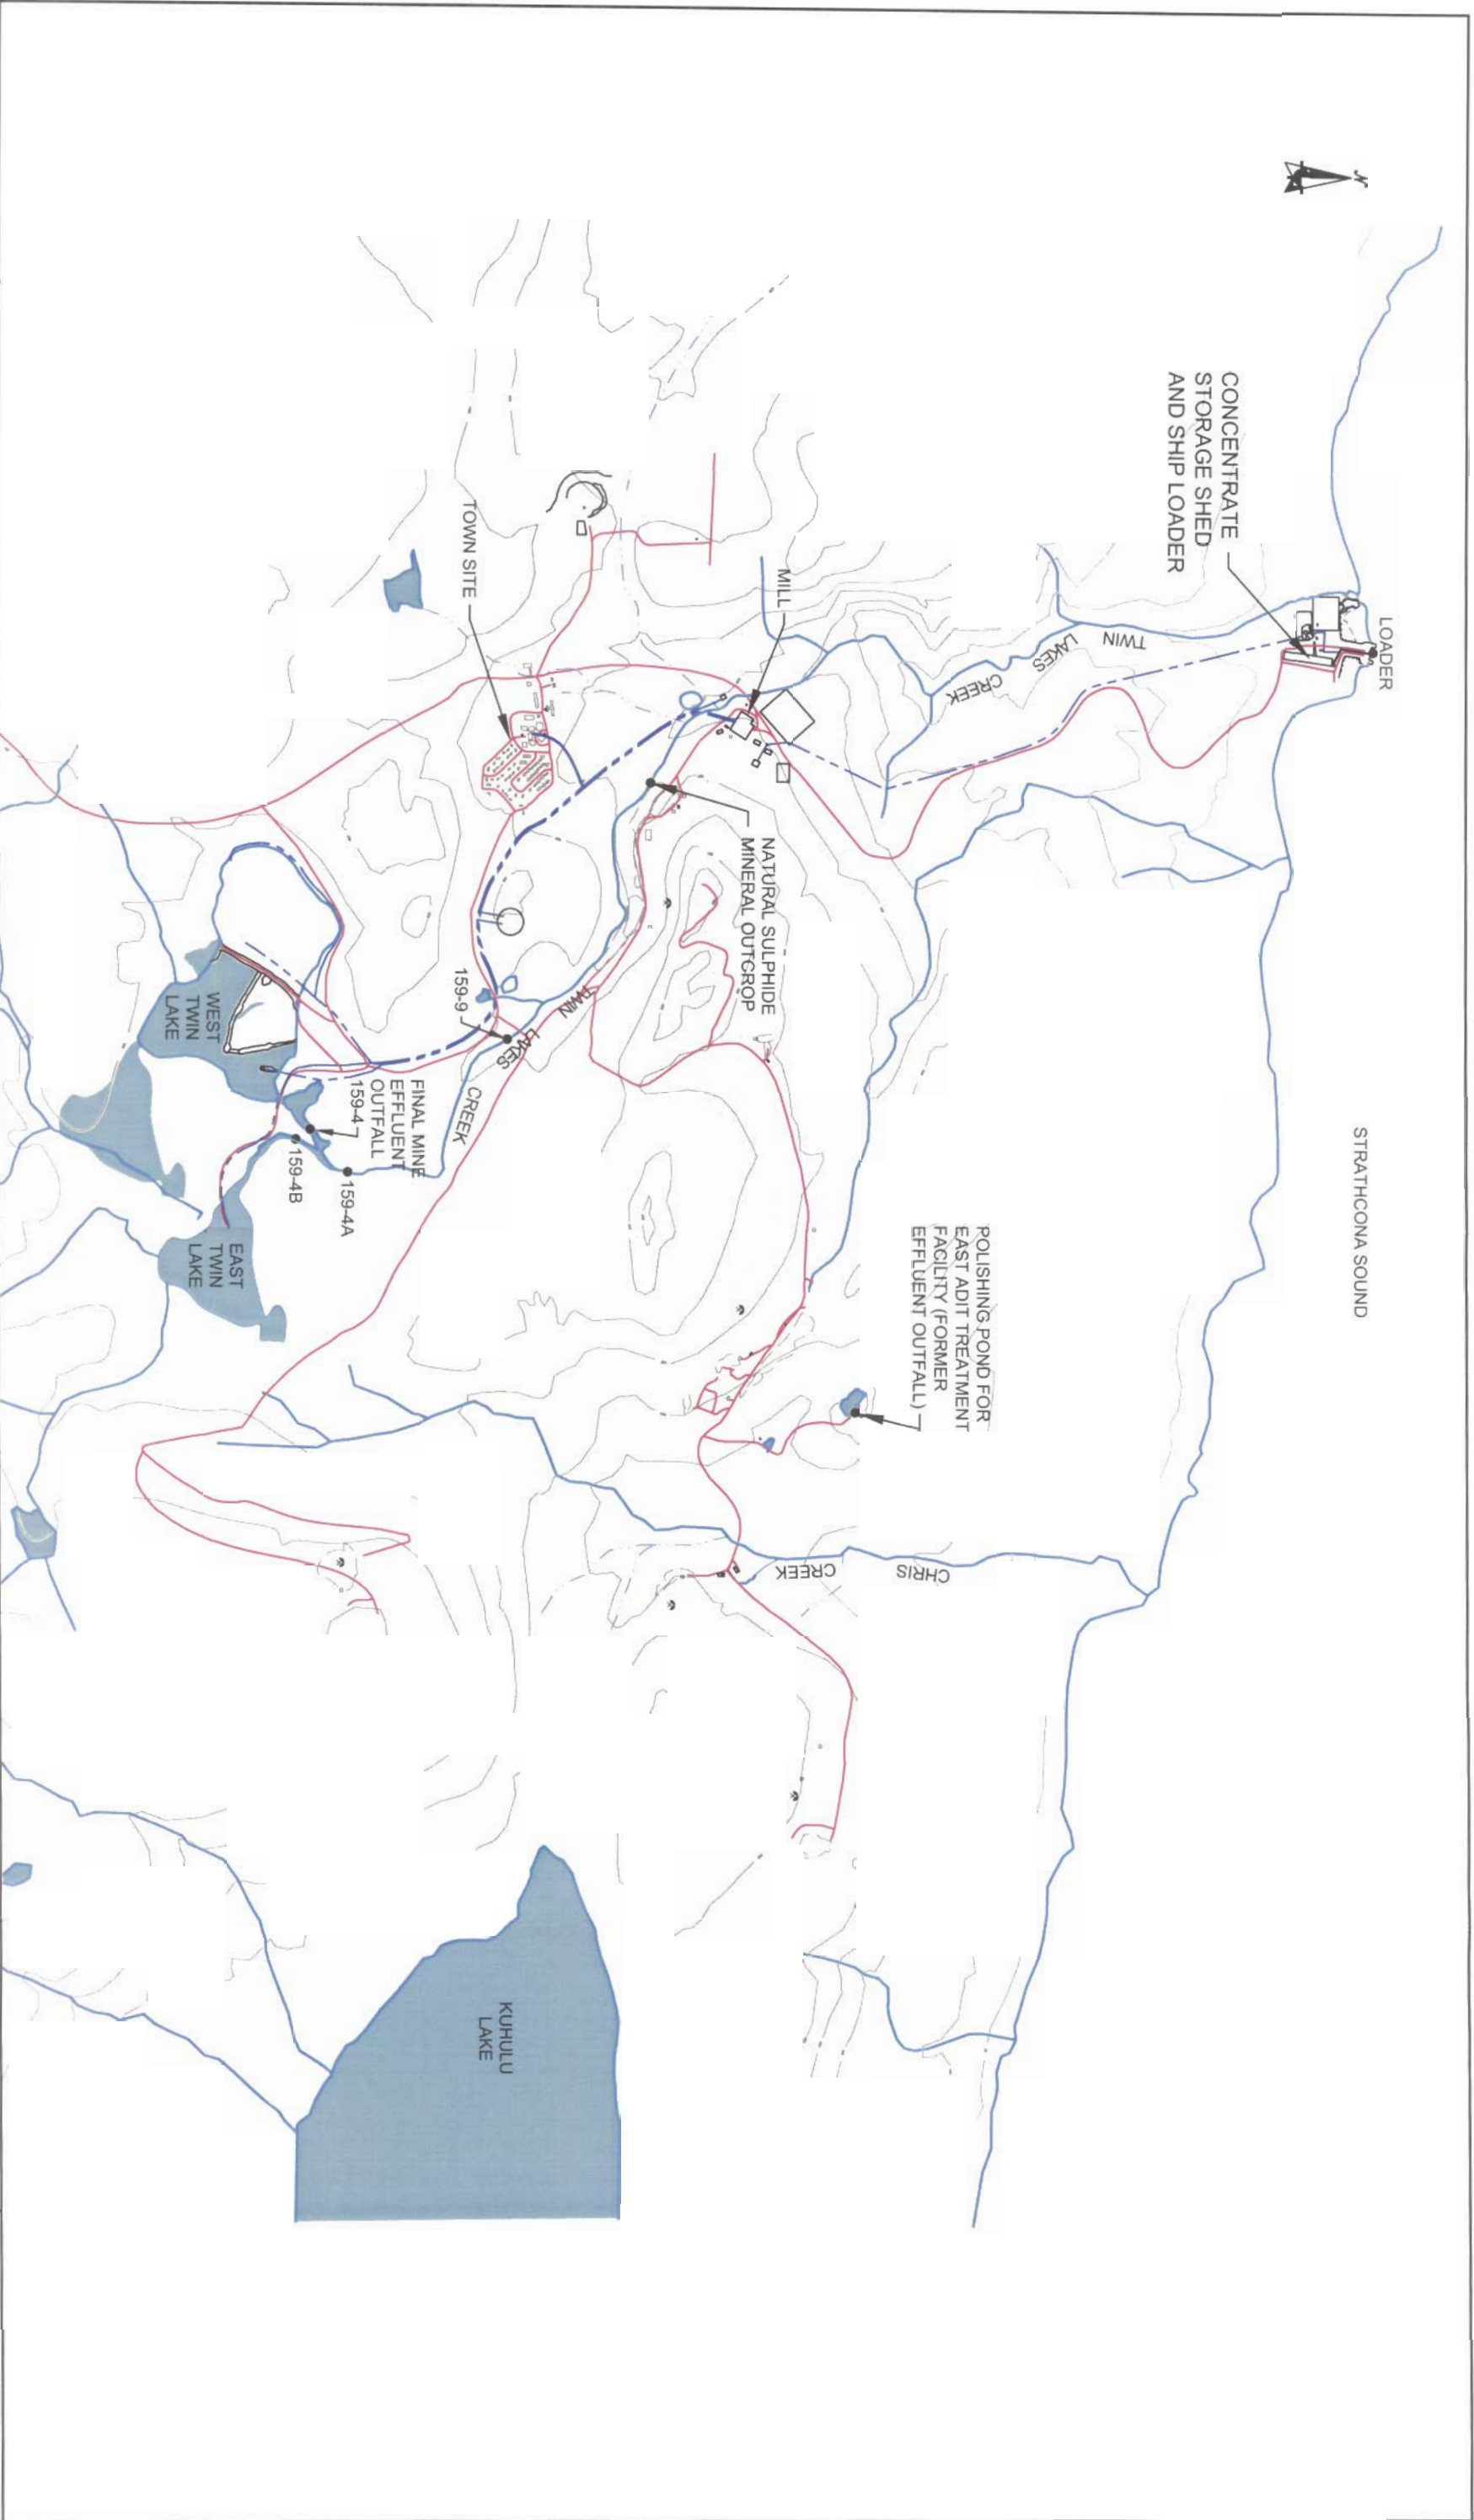 N
STRATHCONA SOUND
LOADER
CONCENTRATE
STORAGE SHED
AND SHIP LOADER
TWIN
LAKES
CREEK
MILL
NATURAL SULPHIDE
MINERAL OUTCROP
POLISHING POND FOR
EAST ADIT TREATMENT
FACILITY (FORMER
EFFLUENT OUTFALL)
CHRIS
CREEK
TOWN SITE
TWIN
LAKES
CREEK
159-9
FINAL MINE
EFFLUENT
OUTFALL
159-4
159-4A
159-4B
WEST
TWIN
LAKE
EAST
TWIN
LAKE
KUHULU
LAKE